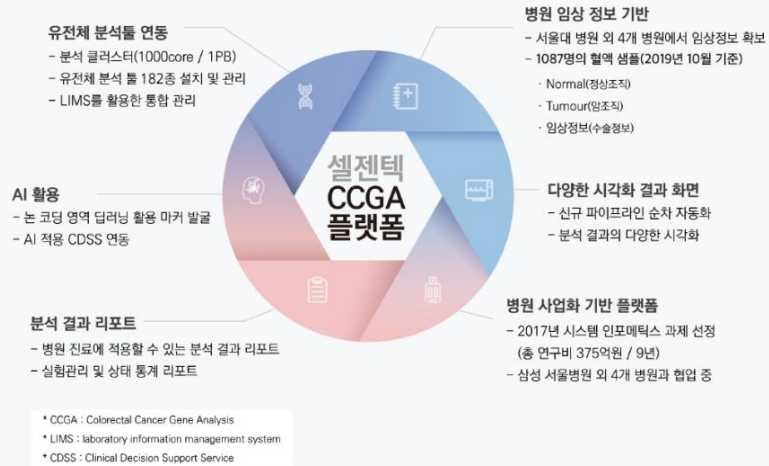 유전체 분석툴 연동
- 분석 클러스터(1000core / 1PB)
- 유전체 분석 툴 182종 설치 및 관리
- LIMS를 활용한 통합 관리
병원 임상 정보 기반
- 서울대 병원 외 4개 병원에서 임상정보 확보
- 1087명의 혈액 샘플(2019년 10월 기준)
· Normal(정상조직)
· Tumour(암조직)
· 임상정보(수술정보)
셀젠텍
CCGA
플랫폼
AI 활용
- 논 코딩 영역 딥러닝 활용 마커 발굴
- AI 적용 CDSS 연동
다양한 시각화 결과 화면
- 신규 파이프라인 순차 자동화
- 분석 결과의 다양한 시각화
분석 결과 리포트
- 병원 진료에 적용할 수 있는 분석 결과 리포트
- 실험관리 및 상태 통계 리포트
병원 사업화 기반 플랫폼
- 2017년 시스템 인포메틱스 과제 선정
(총 연구비 375억원 / 9년)
- 삼성 서울병원 외 4개 병원과 협업 중
* CCGA : Colorectal Cancer Gene Analysis
* LIMS : laboratory information management system
* CDSS : Clinical Decision Support Service